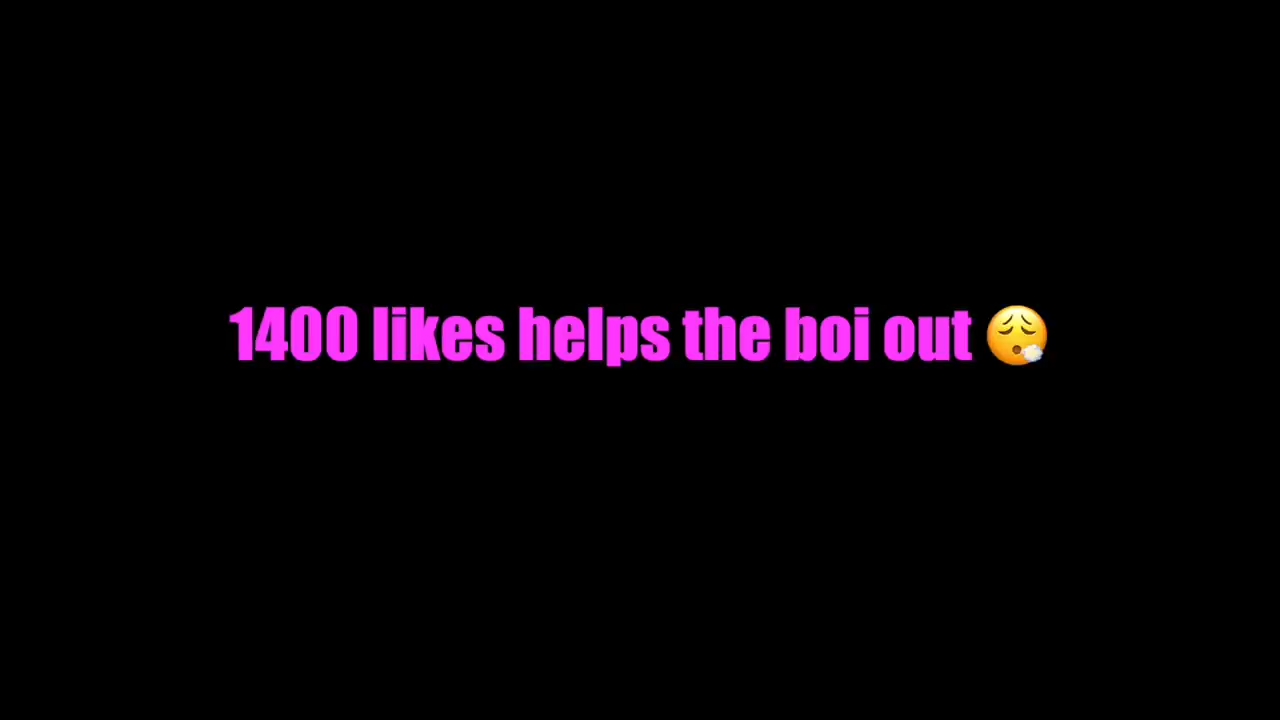 1400 likes helps the boi out 😮‍💨